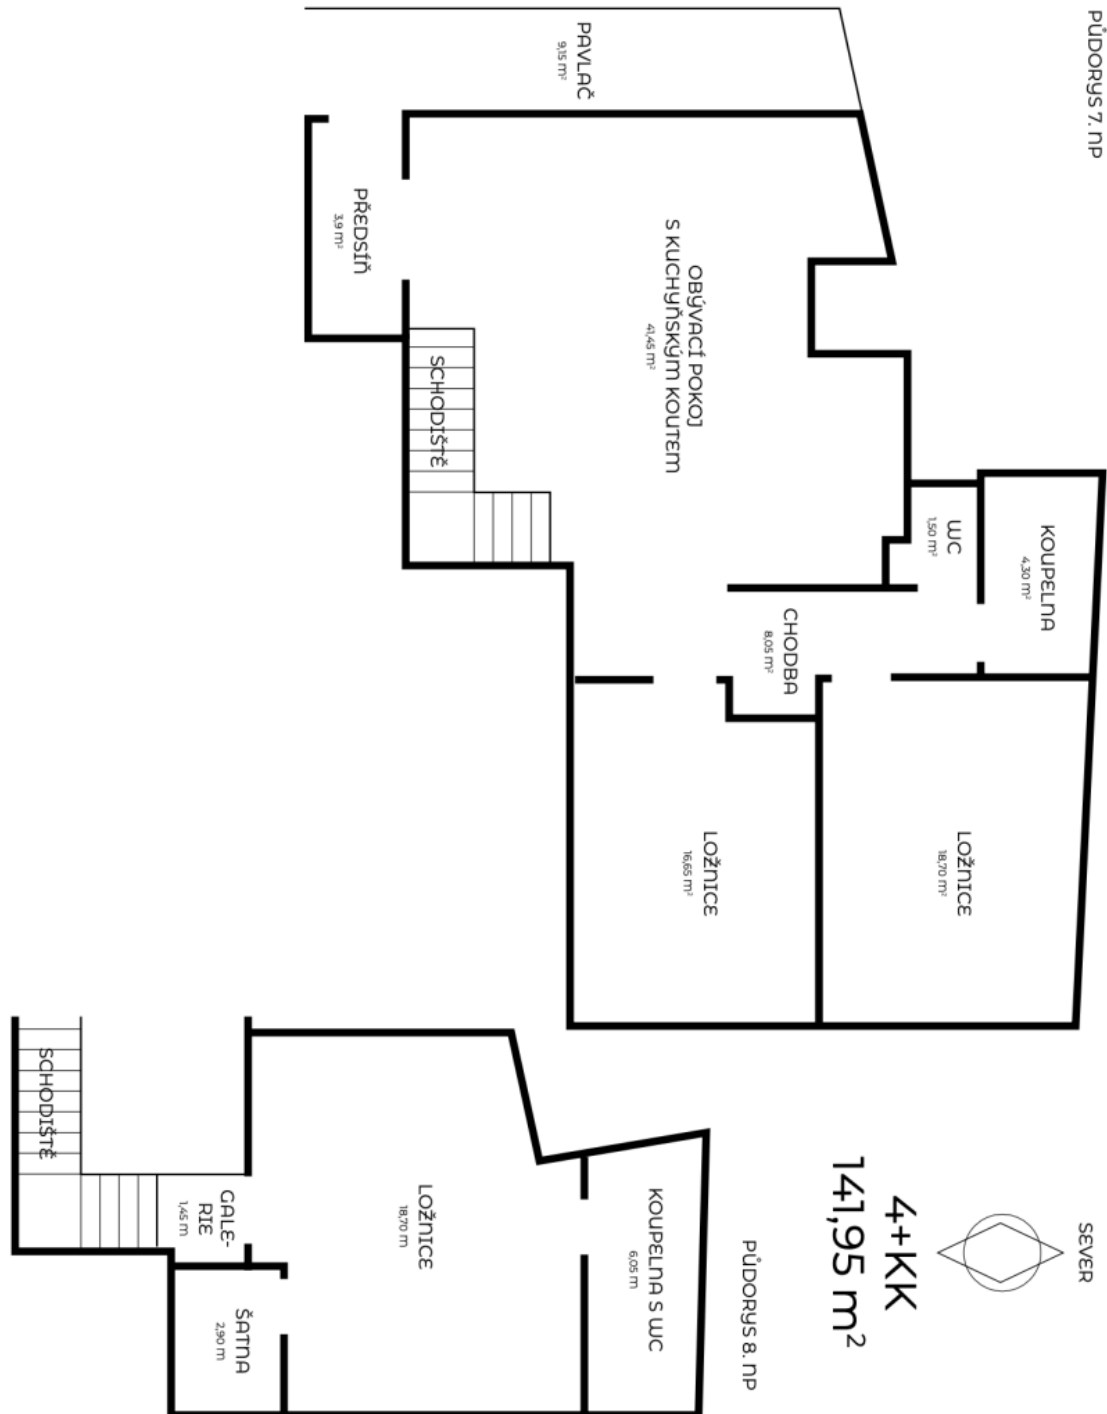 PŮDORYS 7. NP
PAVLAČ
9,15 m²
PŘEDSÍŇ
3,9 m²
OBÝVACÍ POKOJ
S KUCHYŇSKÝM KOUTEM
41,45 m²
SCHODIŠTĚ
WC
1,50 m²
KOUPELNA
4,30 m²
CHODBA
8,05 m²
LOŽNICE
16,65 m²
LOŽNICE
18,70 m²
SEVER
4+KK
141,95 m²
PŮDORYS 8. NP
SCHODIŠTĚ
GALE-
RIE
1,45 m
LOŽNICE
18,70 m
KOUPELNA S WC
6,05 m
ŠATNA
2,90 m